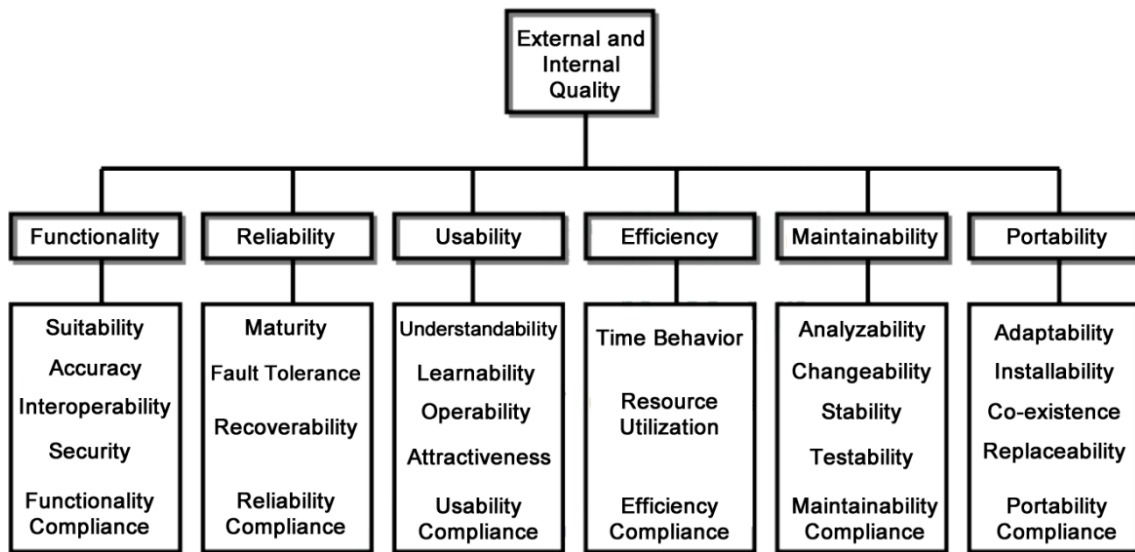 External and
Internal
Quality
Functionality
Reliability
Usability
Efficiency
Maintainability
Portability
Suitability
Accuracy
Interoperability
Security
Functionality
Compliance
Maturity
Fault Tolerance
Recoverability
Reliability
Compliance
Understandability
Learnability
Operability
Attractiveness
Usability
Compliance
Time Behavior
Resource
Utilization
Efficiency
Compliance
Analyzability
Changeability
Stability
Testability
Maintainability
Compliance
Adaptability
Installability
Co-existence
Replaceability
Portability
Compliance